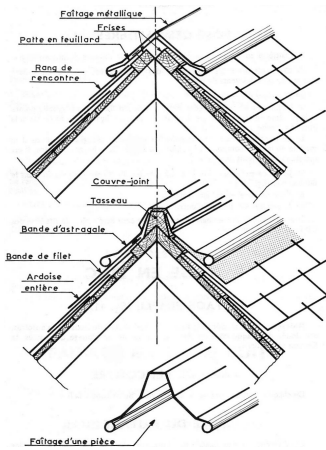 Faîtage métallique
Frises
Patte en feuillard
Rang de
rencontre
Couvre-joint
Tasseau
Bande d'astragale
Bande de filet
Ardoise
entière
Faîtage d'une pièce